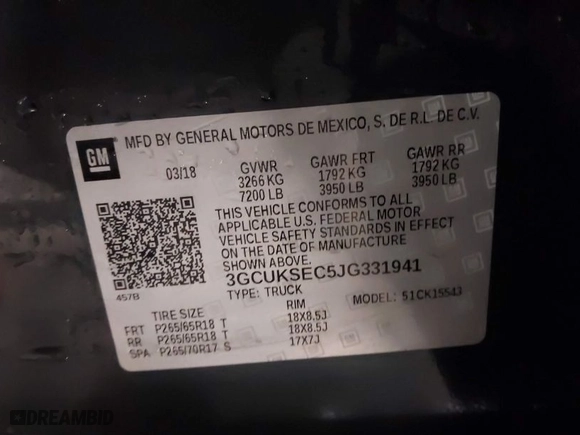 GM
MFD BY GENERAL MOTORS DE MEXICO, S. DE R.L. DE C.V.
03/18 GVWR GAWR FRT GAWR RR
3266 KG 1792 KG 1792 KG
7200 LB 3950 LB 3950 LB
THIS VEHICLE CONFORMS TO ALL
APPLICABLE U.S. FEDERAL MOTOR
VEHICLE SAFETY STANDARDS IN EFFECT
ON THE DATE OF MANUFACTURE
SHOWN ABOVE.
457B
3GCUKSEC5JG331941
TYPE: TRUCK MODEL: 51CK15543
TIRE SIZE RIM
FRT P265/65R18 T 18X8.5J
RR P265/65R18 T 18X8.5J
SPA P265/70R17 S 17X7J
DREAMBID